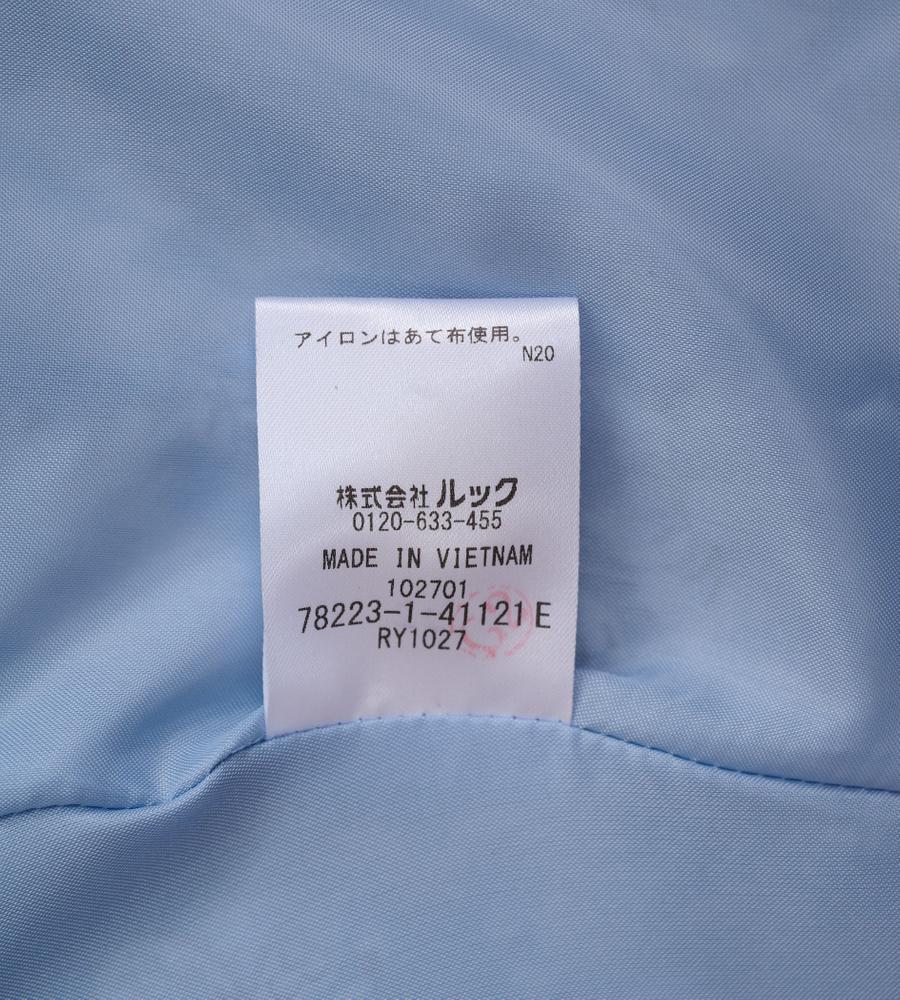 アイロンはあて布使用。
N20
株式会社ルック
0120-633-455
MADE IN VIETNAM
102701
78223-1-41121 E
RY1027